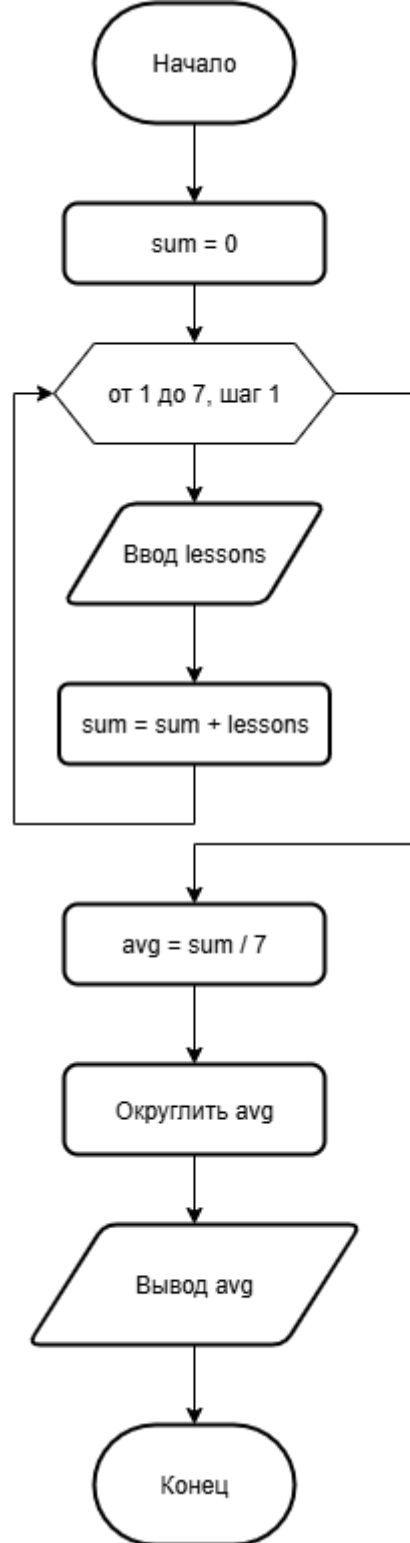 Начало
sum = 0
от 1 до 7, шаг 1
Ввод lessons
sum = sum + lessons
avg = sum / 7
Округлить avg
Вывод avg
Конец